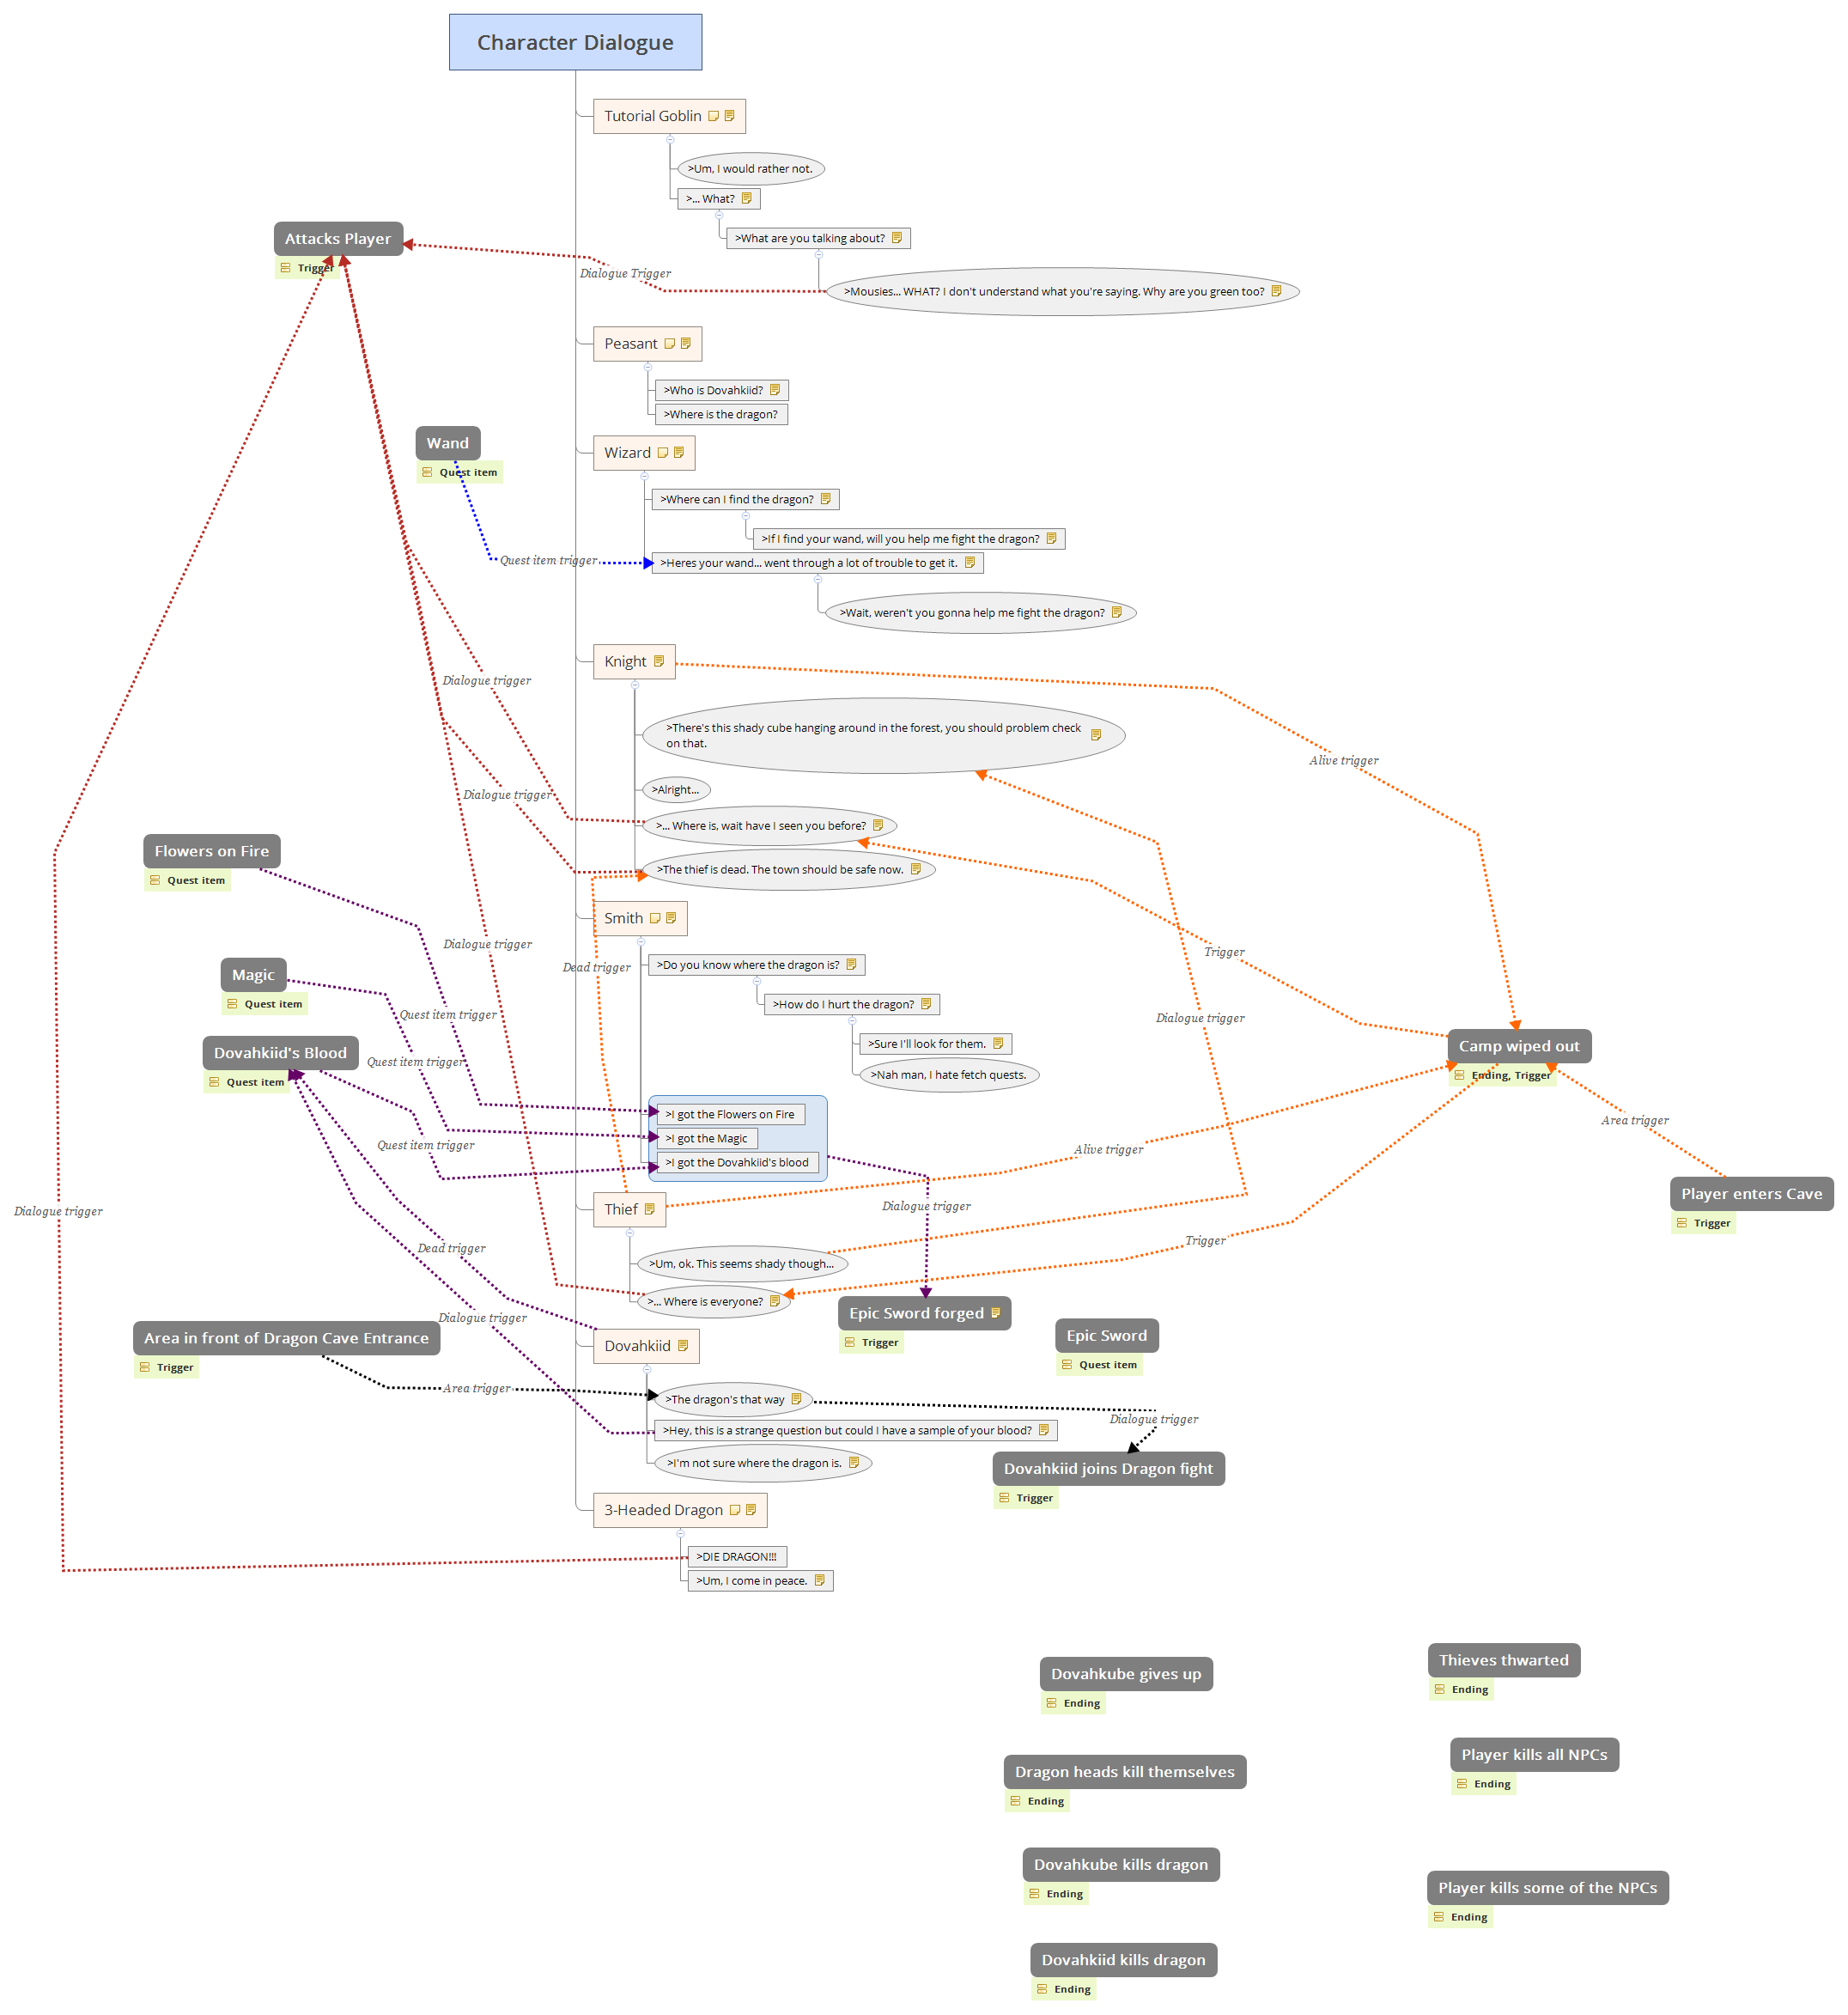 Character Dialogue
Tutorial Goblin
>Um, I would rather not.
>... What?
>What are you talking about?
Attacks Player
Trigger
Dialogue Trigger
>Mousies... WHAT? I don't understand what you're saying. Why are you green too?
Peasant
>Who is Dovahkiid?
>Where is the dragon?
Wand
Quest item
Wizard
>Where can I find the dragon?
>If I find your wand, will you help me fight the dragon?
Quest item trigger
>Heres your wand... went through a lot of trouble to get it.
>Wait, weren't you gonna help me fight the dragon?
Knight
Dialogue trigger
>There's this shady cube hanging around in the forest, you should problem check
on that.
Alive trigger
>Alright...
Dialogue trigger
>... Where is, wait have I seen you before?
Flowers on Fire
Quest item
>The thief is dead. The town should be safe now.
Smith
Dialogue trigger
Trigger
Dead trigger
>Do you know where the dragon is?
Magic
Quest item
>How do I hurt the dragon?
Quest item trigger
Dialogue trigger
>Sure I'll look for them.
Dovahkiid's Blood
Quest item
Quest item trigger
>Nah man, I hate fetch quests.
Camp wiped out
Ending, Trigger
>I got the Flowers on Fire
Area trigger
>I got the Magic
Quest item trigger
Alive trigger
>I got the Dovahkiid's blood
Player enters Cave
Trigger
Dialogue trigger
Thief
Dialogue trigger
Dead trigger
Trigger
>Um, ok. This seems shady though...
>... Where is everyone?
Epic Sword forged
Trigger
Dialogue trigger
Area in front of Dragon Cave Entrance
Trigger
Epic Sword
Quest item
Dovahkiid
Area trigger
>The dragon's that way
Dialogue trigger
>Hey, this is a strange question but could I have a sample of your blood?
>I'm not sure where the dragon is.
Dovahkiid joins Dragon fight
Trigger
3-Headed Dragon
>DIE DRAGON!!!
>Um, I come in peace.
Dovahkube gives up
Ending
Thieves thwarted
Ending
Dragon heads kill themselves
Ending
Player kills all NPCs
Ending
Dovahkube kills dragon
Ending
Player kills some of the NPCs
Ending
Dovahkiid kills dragon
Ending